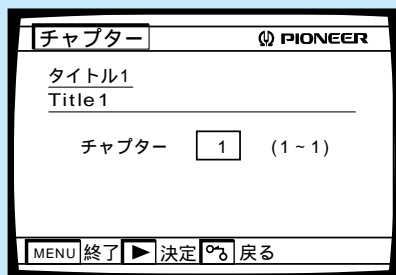 チャプター PIONEER
タイトル1
Title1
チャプター 1 (1~1)
MENU 終了 ▶ 決定 戻る